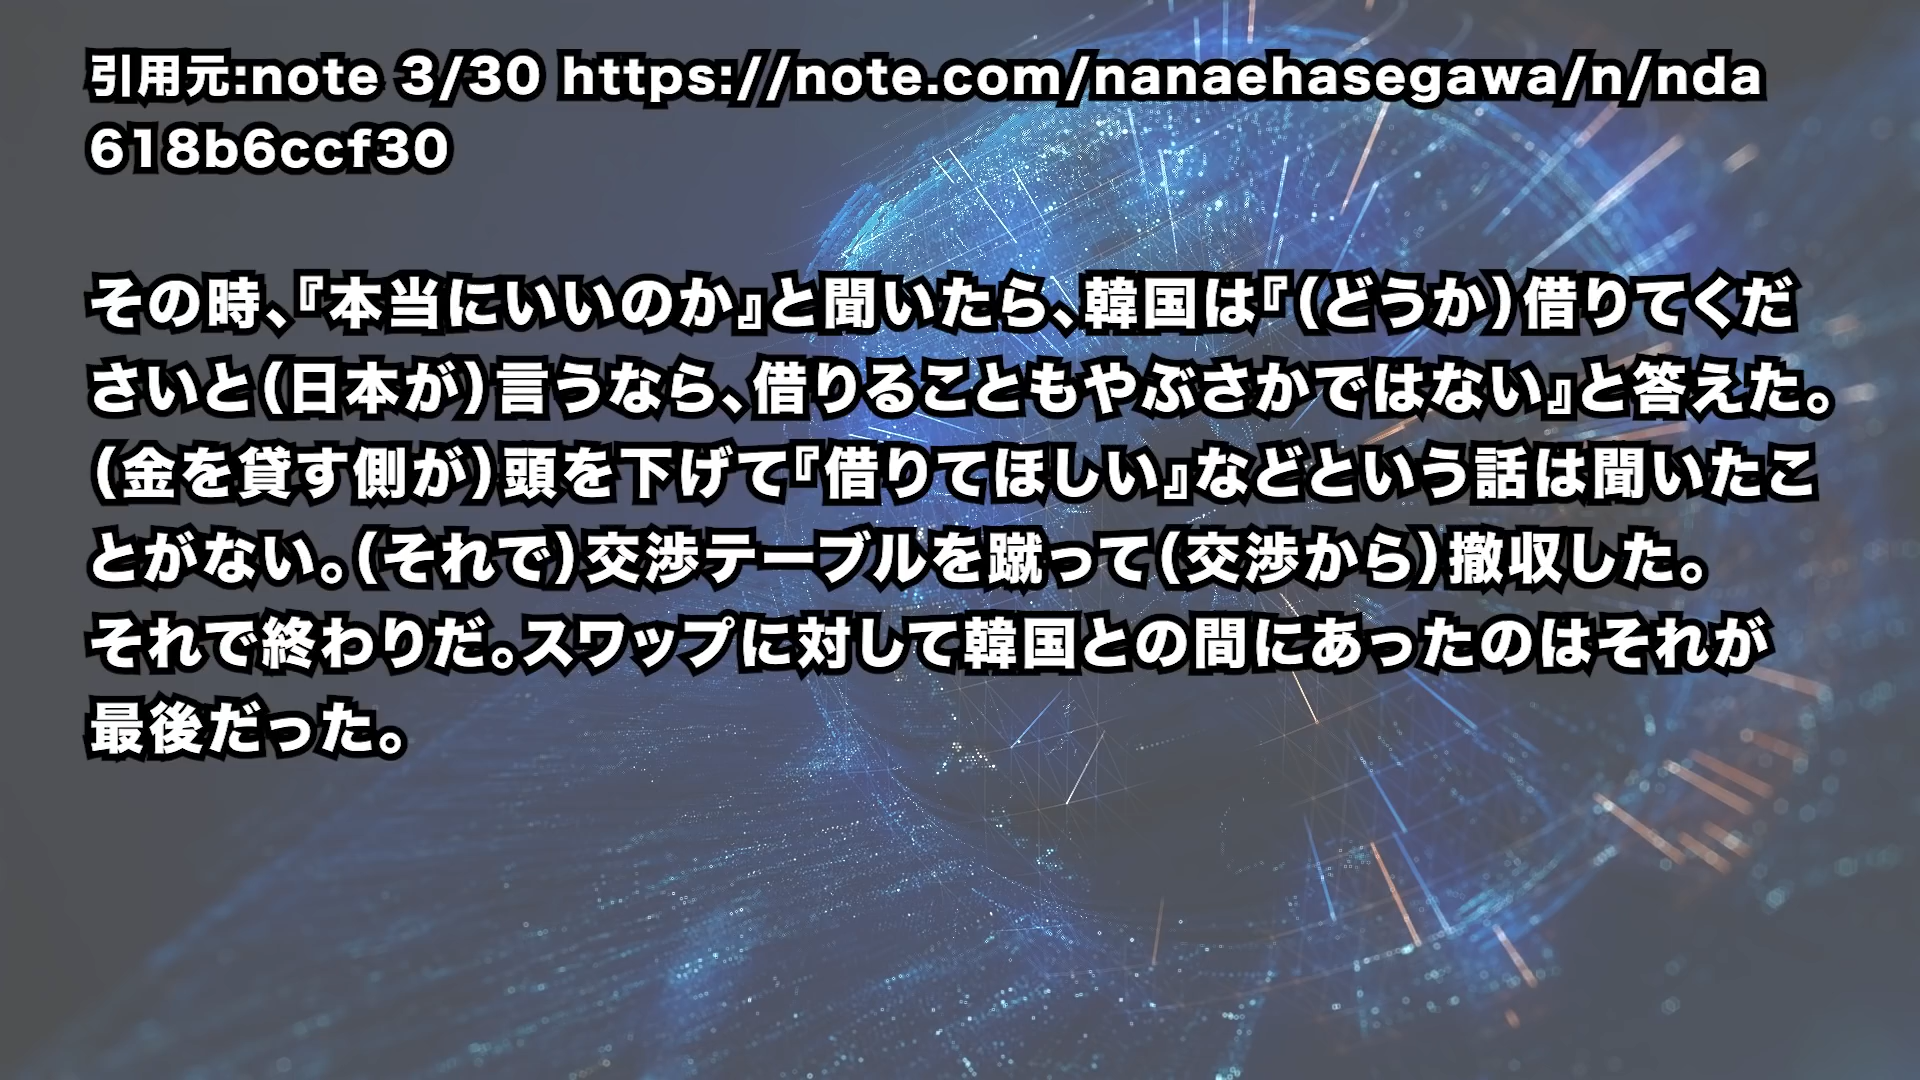 引用元:note 3/30 https://note.com/nanaehasegawa/n/nda
618b6ccf30
その時、『本当にいいのか』と聞いたら、韓国は『（どうか）借りてくだ
さいと（日本が）言うなら、借りることもやぶさかではない』と答えた。
（金を貸す側が）頭を下げて『借りてほしい』などという話は聞いたこ
とがない。（それで）交渉テーブルを蹴って（交渉から）撤収した。
それで終わりだ。スワップに対して韓国との間にあったのはそれが
最後だった。